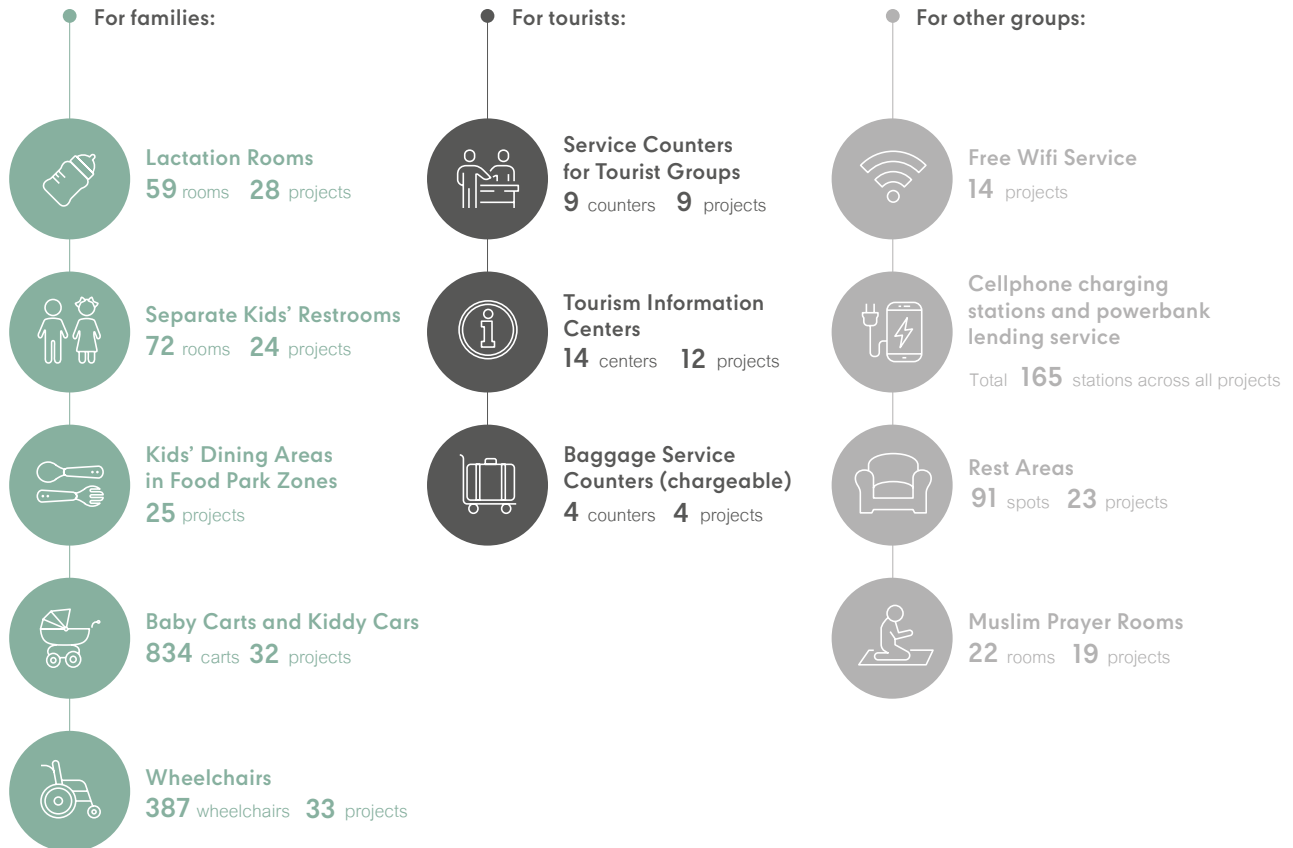 For families:
Lactation Rooms
59 rooms 28 projects
Separate Kids’ Restrooms
72 rooms 24 projects
Kids’ Dining Areas
in Food Park Zones
25 projects
Baby Carts and Kiddy Cars
834 carts 32 projects
Wheelchairs
387 wheelchairs 33 projects
For tourists:
Service Counters
for Tourist Groups
9 counters 9 projects
Tourism Information
Centers
14 centers 12 projects
Baggage Service
Counters (chargeable)
4 counters 4 projects
For other groups:
Free Wifi Service
14 projects
Cellphone charging
stations and powerbank
lending service
Total 165 stations across all projects
Rest Areas
91 spots 23 projects
Muslim Prayer Rooms
22 rooms 19 projects